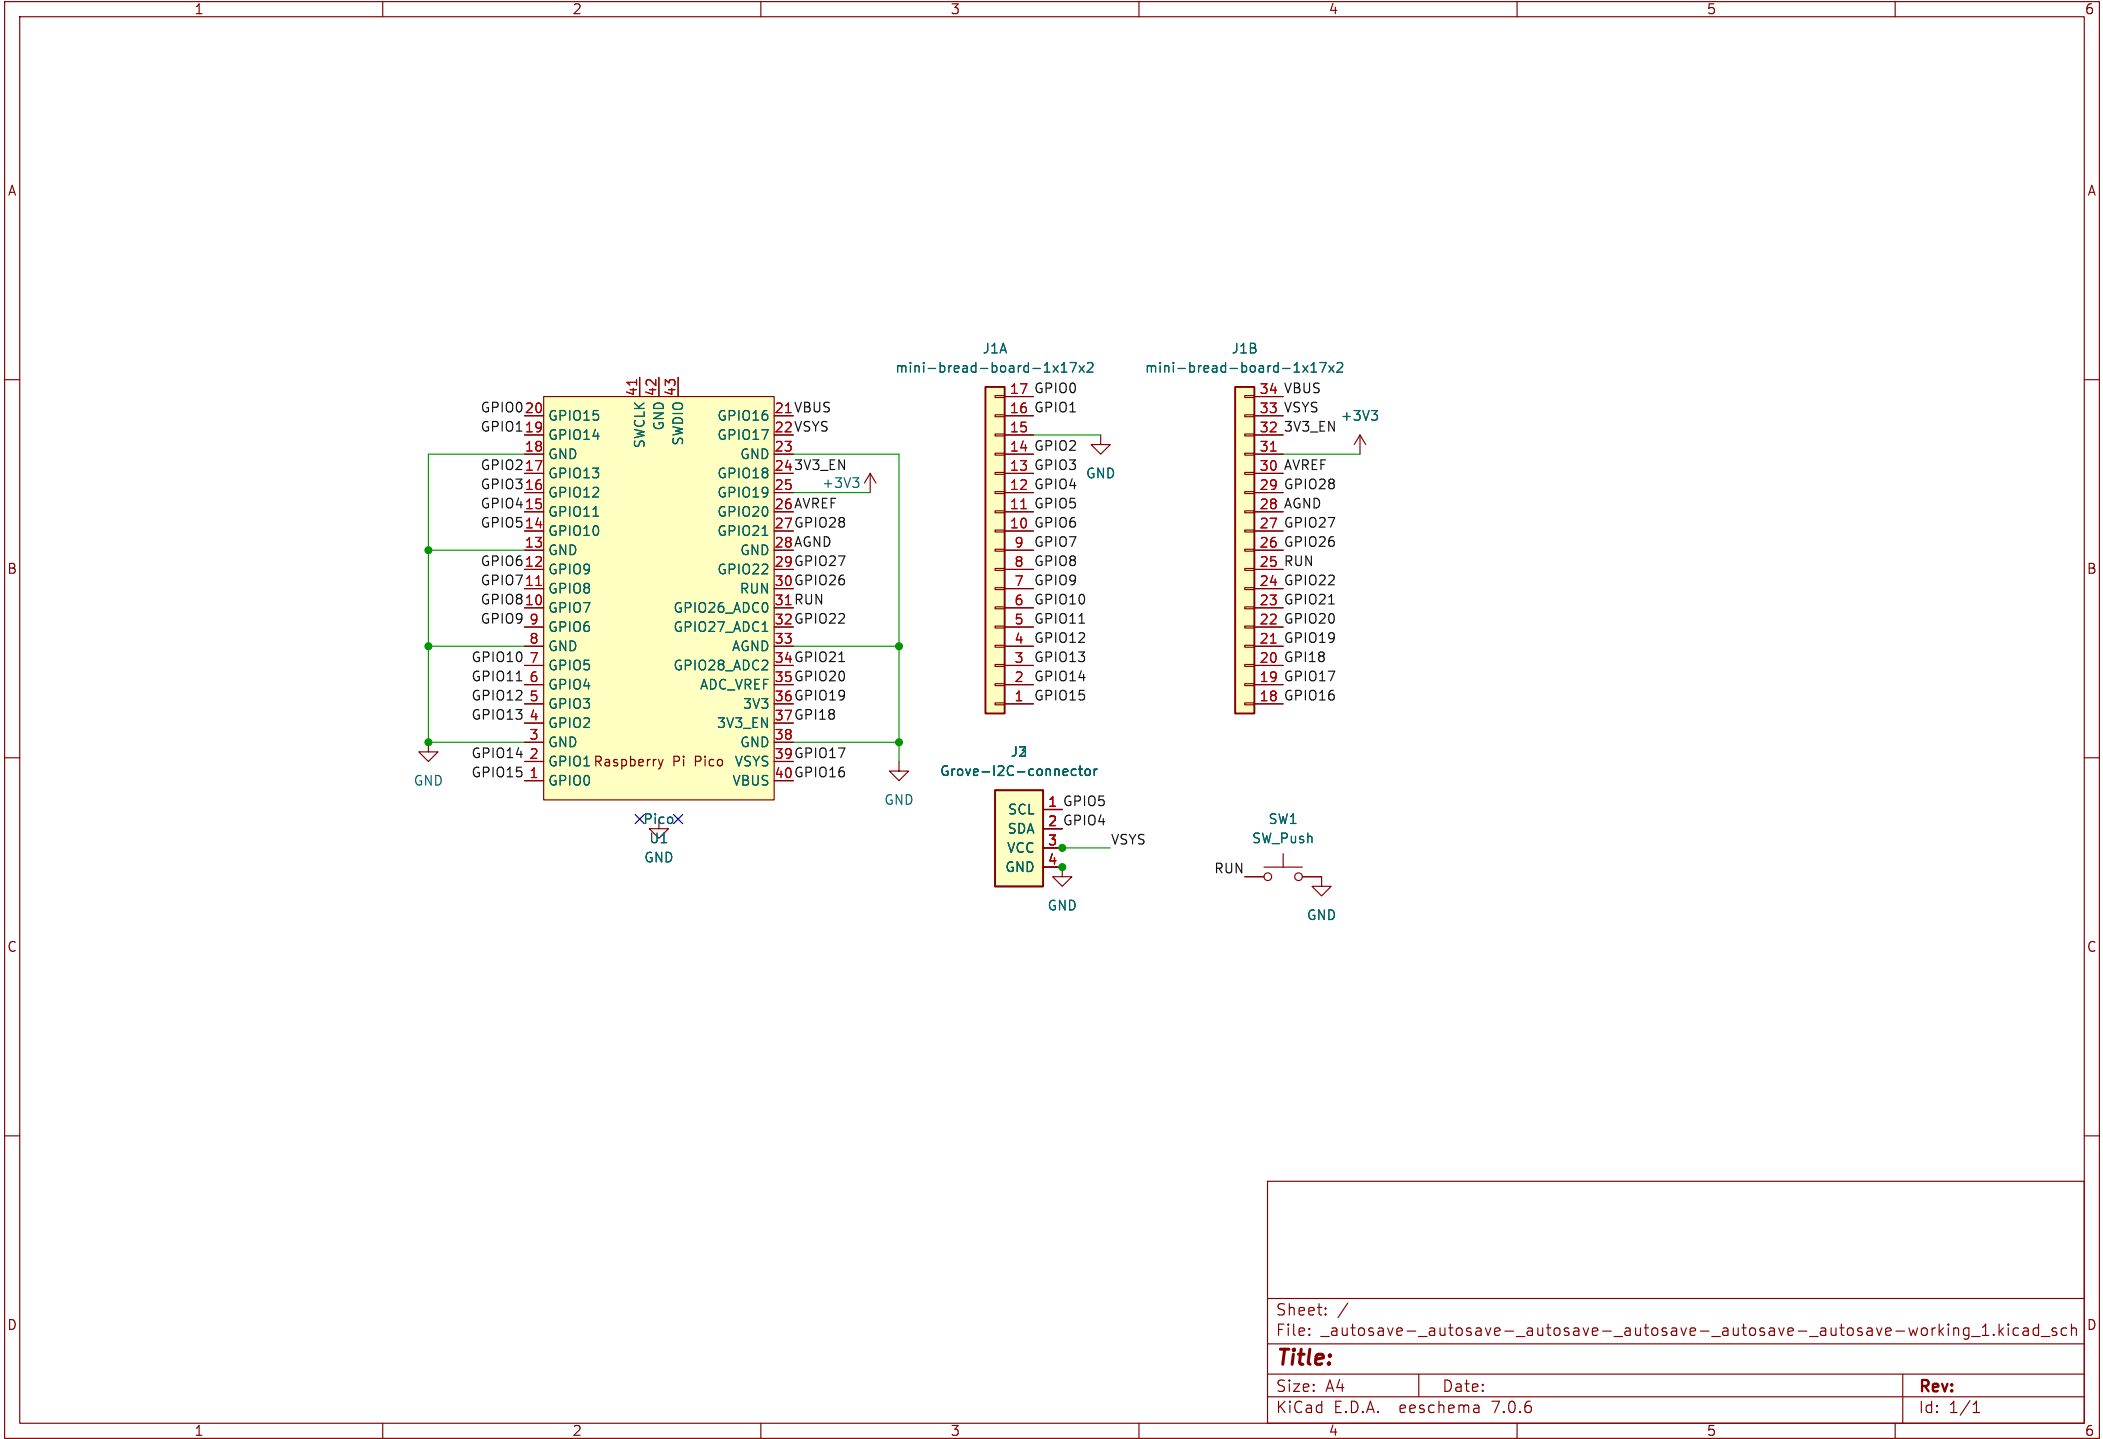 1 2 3 4 5 6
A A
B B
C C
D D
J1A
mini-bread-board-1x17x2
17 GPIO0
16 GPIO1
15
14 GPIO2
13 GPIO3
12 GPIO4
11 GPIO5
10 GPIO6
9 GPIO7
8 GPIO8
7 GPIO9
6 GPIO10
5 GPIO11
4 GPIO12
3 GPIO13
2 GPIO14
1 GPIO15
GND
J1B
mini-bread-board-1x17x2
34 VBUS
33 VSYS
32 3V3_EN
31
30 AVREF
29 GPIO28
28 AGND
27 GPIO27
26 GPIO26
25 RUN
24 GPIO22
23 GPIO21
22 GPIO20
21 GPIO19
20 GPI18
19 GPIO17
18 GPIO16
+3V3
41 42 43
SWCLK GND SWDIO
GPIO0 20 GPIO15 GPIO16 21 VBUS
GPIO1 19 GPIO14 GPIO17 22 VSYS
18 GND GND 23
GPIO2 17 GPIO13 GPIO18 24 3V3_EN
GPIO3 16 GPIO12 GPIO19 25 +3V3
GPIO4 15 GPIO11 GPIO20 26 AVREF
GPIO5 14 GPIO10 GPIO21 27 GPIO28
13 GND GND 28 AGND
GPIO6 12 GPIO9 GPIO22 29 GPIO27
GPIO7 11 GPIO8 RUN 30 GPIO26
GPIO8 10 GPIO7 GPIO26_ADC0 31 RUN
GPIO9 9 GPIO6 GPIO27_ADC1 32 GPIO22
8 GND AGND 33
GPIO10 7 GPIO5 GPIO28_ADC2 34 GPIO21
GPIO11 6 GPIO4 ADC_VREF 35 GPIO20
GPIO12 5 GPIO3 3V3 36 GPIO19
GPIO13 4 GPIO2 3V3_EN 37 GPI18
3 GND GND 38
GPIO14 2 GPIO1 Raspberry Pi Pico VSYS 39 GPIO17
GPIO15 1 GPIO0 VBUS 40 GPIO16
GND GND
Pico
U1
GND
Grove-I2C-connector
SCL 1 GPIO5
SDA 2 GPIO4
VCC 3 VSYS
GND 4
GND
SW1
SW_Push
RUN
GND
Sheet: /
File: _autosave-_autosave-_autosave-_autosave-_autosave-_autosave-working_1.kicad_sch
Title:
Size: A4 Date: Rev:
KiCad E.D.A. eeschema 7.0.6 Id: 1/1
1 2 3 4 5 6